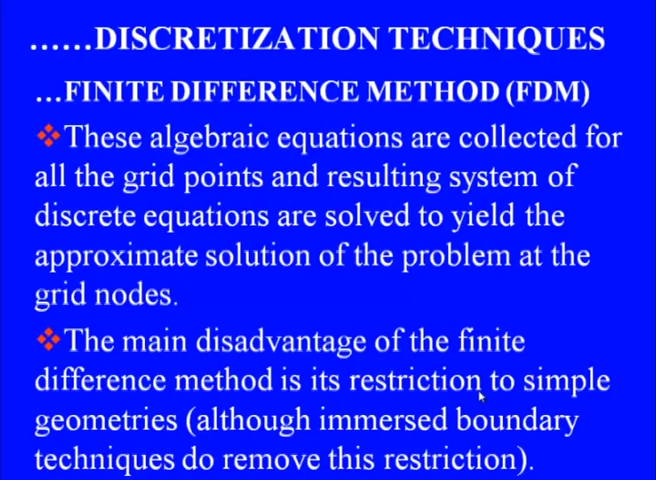 ......DISCRETIZATION TECHNIQUES
...FINITE DIFFERENCE METHOD (FDM)
❖These algebraic equations are collected for
all the grid points and resulting system of
discrete equations are solved to yield the
approximate solution of the problem at the
grid nodes.
❖The main disadvantage of the finite
difference method is its restriction to simple
geometries (although immersed boundary
techniques do remove this restriction).